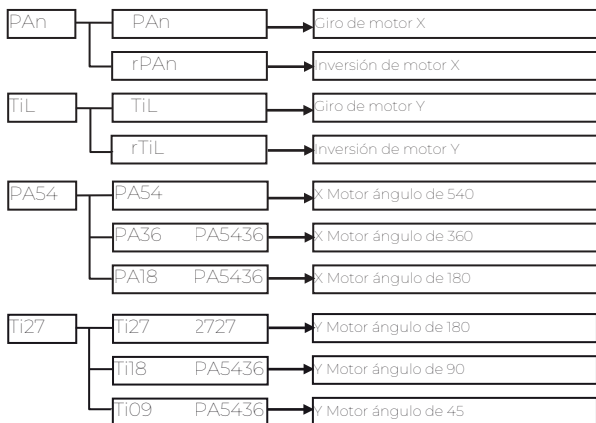 PAn PAn Giro de motor X
rPAn Inversión de motor X
TiL TiL Giro de motor Y
rTiL Inversión de motor Y
PA54 PA54 X Motor ángulo de 540
PA36 PA5436 X Motor ángulo de 360
PA18 PA5436 X Motor ángulo de 180
Ti27 Ti27 2727 Y Motor ángulo de 180
Ti18 PA5436 Y Motor ángulo de 90
Ti09 PA5436 Y Motor ángulo de 45